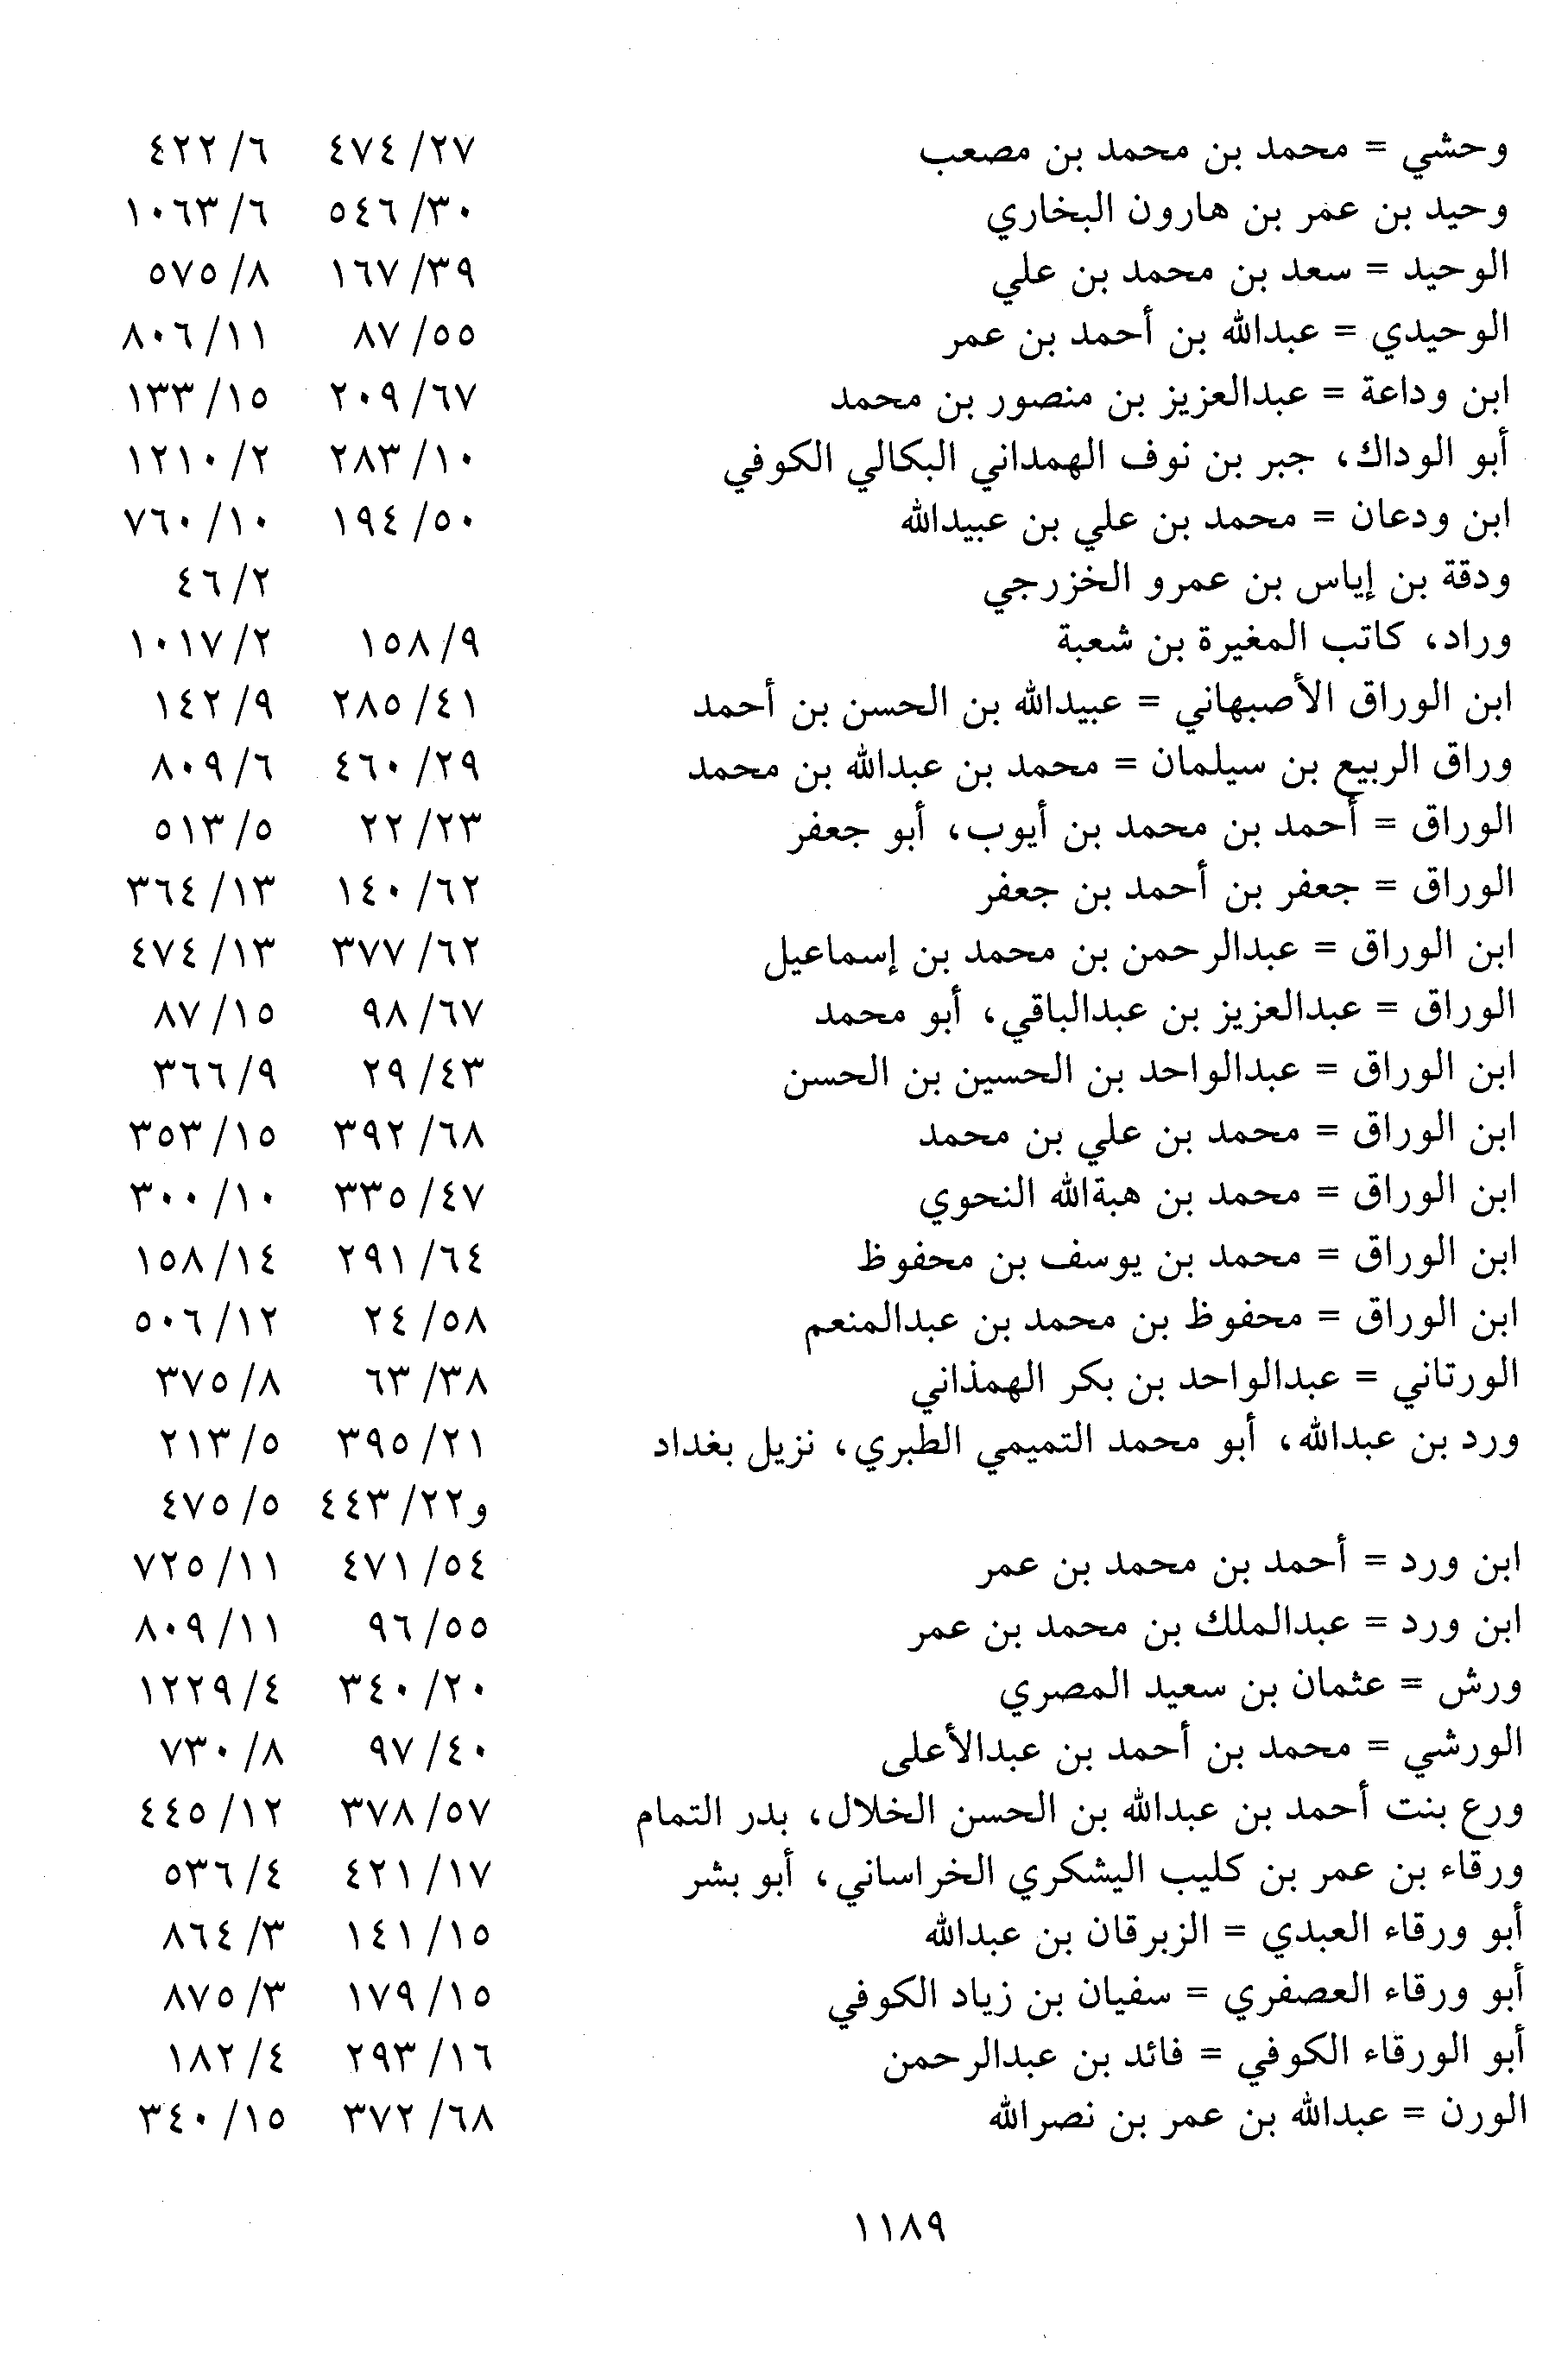 وحشي = محمد بن محمد بن مصعب ٢٧/ ٤٧٤ ٦/ ٤٢٢
وحيد بن عمر بن هارون البخاري ٣٠/ ٥٤٦ ٦/ ١٠٦٣
الوحيد = سعد بن محمد بن علي ٣٩/ ١٦٧ ٨/ ٥٧٥
الوحيدي = عبدالله بن أحمد بن عمر ٥٥/ ٨٧ ١١/ ٨٠٦
ابن وداعة = عبدالعزيز بن منصور بن محمد ٦٧/ ٢٠٩ ١٥/ ١٣٣
أبو الوداك، جبر بن نوف الهمداني البكالي الكوفي ١٠/ ٢٨٣ ٢/ ١٢١٠
ابن ودعان = محمد بن علي بن عبيدالله ٥٠/ ١٩٤ ١٠/ ٧٦٠
ودقة بن إياس بن عمرو الخزرجي ٢/ ٤٦
وراد، كاتب المغيرة بن شعبة ٩/ ١٥٨ ٢/ ١٠١٧
ابن الوراق الأصبهاني = عبيدالله بن الحسن بن أحمد ٤١/ ٢٨٥ ٩/ ١٤٢
وراق الربيع بن سيلمان = محمد بن عبدالله بن محمد ٢٩/ ٤٦٠ ٦/ ٨٠٩
الوراق = أحمد بن محمد بن أيوب، أبو جعفر ٢٣/ ٢٢ ٥/ ٥١٣
الوراق = جعفر بن أحمد بن جعفر ٦٢/ ١٤٠ ١٣/ ٣٦٤
ابن الوراق = عبدالرحمن بن محمد بن إسماعيل ٦٢/ ٣٧٧ ١٣/ ٤٧٤
الوراق = عبدالعزيز بن عبدالباقي، أبو محمد ٦٧/ ٩٨ ١٥/ ٨٧
ابن الوراق = عبدالواحد بن الحسين بن الحسن ٤٣/ ٢٩ ٩/ ٣٦٦
ابن الوراق = محمد بن علي بن محمد ٦٨/ ٣٩٢ ١٥/ ٣٥٣
ابن الوراق = محمد بن هبةالله النحوي ٤٧/ ٣٣٥ ١٠/ ٣٠٠
ابن الوراق = محمد بن يوسف بن محفوظ ٦٤/ ٢٩١ ١٤/ ١٥٨
ابن الوراق = محفوظ بن محمد بن عبدالمنعم ٥٨/ ٢٤ ١٢/ ٥٠٦
الورتاني = عبدالواحد بن بكر الهمذاني ٣٨/ ٦٣ ٨/ ٣٧٥
ورد بن عبدالله، أبو محمد التميمي الطبري، نزيل بغداد ٢١/ ٣٩٥ ٥/ ٢١٣
و٢٢/ ٤٤٣ ٥/ ٤٧٥
ابن ورد = أحمد بن محمد بن عمر ٥٤/ ٤٧١ ١١/ ٧٢٥
ابن ورد = عبدالملك بن محمد بن عمر ٥٥/ ٩٦ ١١/ ٨٠٩
ورش = عثمان بن سعيد المصري ٢٠/ ٣٤٠ ٤/ ١٢٢٩
الورشي = محمد بن أحمد بن عبدالأعلى ٤٠/ ٩٧ ٨/ ٧٣٠
ورع بنت أحمد بن عبدالله بن الحسن الخلال، بدر التمام ٥٧/ ٣٧٨ ١٢/ ٤٤٥
ورقاء بن عمر بن كليب اليشكري الخراساني، أبو بشر ١٧/ ٤٢١ ٤/ ٥٣٦
أبو ورقاء العبدي = الزبرقان بن عبدالله ١٥/ ١٤١ ٣/ ٨٦٤
أبو ورقاء العصفري = سفيان بن زياد الكوفي ١٥/ ١٧٩ ٣/ ٨٧٥
أبو الورقاء الكوفي = فائد بن عبدالرحمن ١٦/ ٢٩٣ ٤/ ١٨٢
الورن = عبدالله بن عمر بن نصرالله ٦٨/ ٣٧٢ ١٥/ ٣٤٠
١١٨٩